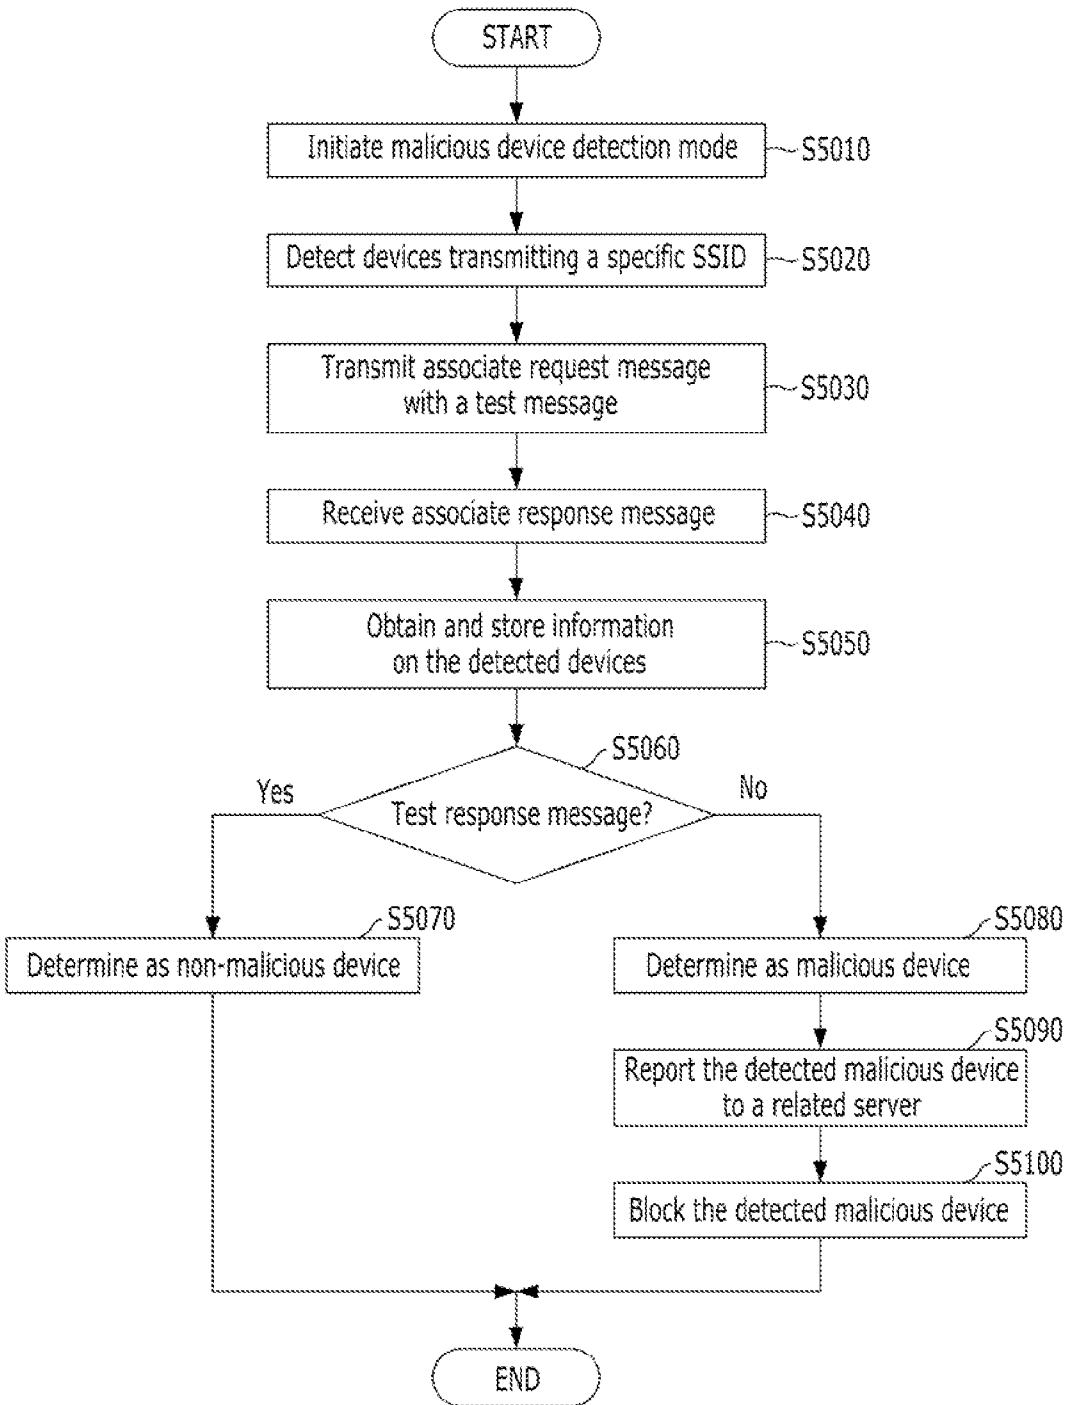 START
Initiate malicious device detection mode
S5010
Detect devices transmitting a specific SSID
S5020
Transmit associate request message
with a test message
S5030
Receive associate response message
S5040
Obtain and store information
on the detected devices
S5050
S5060
Yes
Test response message?
No
S5070
Determine as non-malicious device
S5080
Determine as malicious device
S5090
Report the detected malicious device
to a related server
S5100
Block the detected malicious device
END